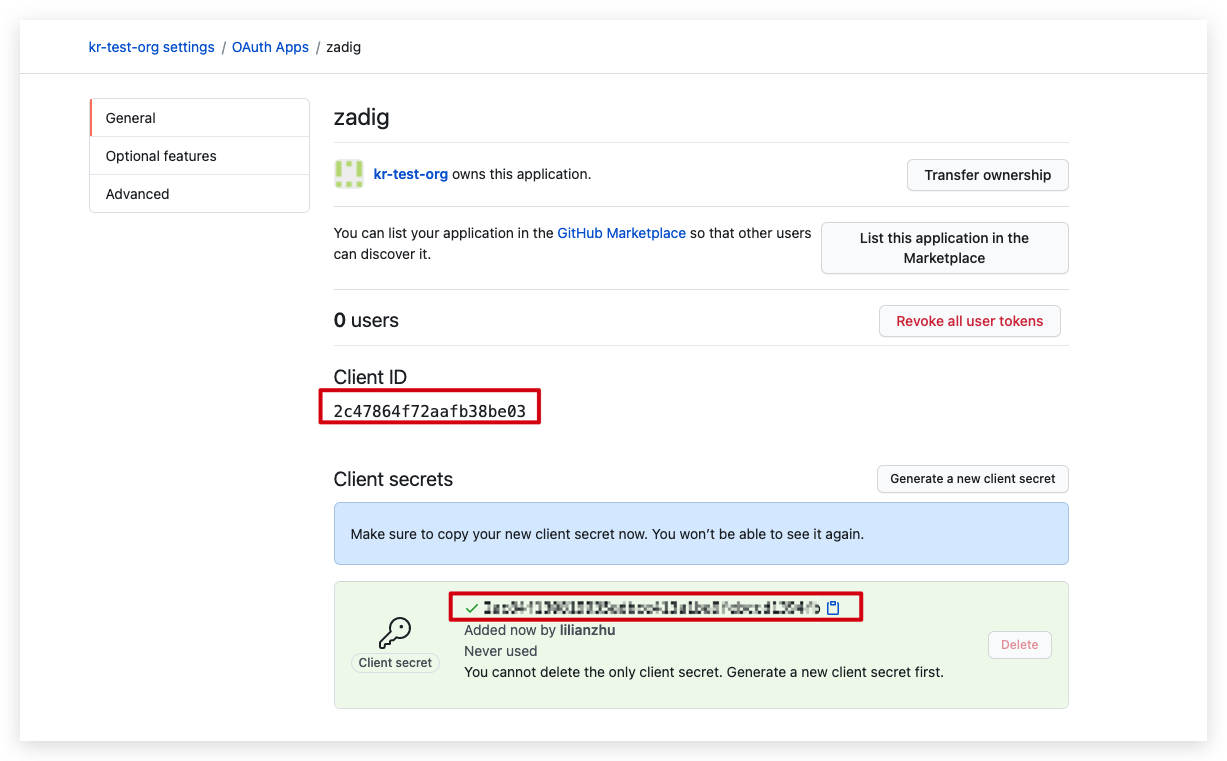 kr-test-org settings / OAuth Apps / zadig
General
Optional features
Advanced
zadig
kr-test-org owns this application.
Transfer ownership
You can list your application in the GitHub Marketplace so that other users
can discover it.
List this application in the
Marketplace
0 users
Revoke all user tokens
Client ID
2c47864f72aafb38be03
Client secrets
Generate a new client secret
Make sure to copy your new client secret now. You won’t be able to see it again.
Client secret
Added now by lilianzhu
Never used
You cannot delete the only client secret. Generate a new client secret first.
Delete